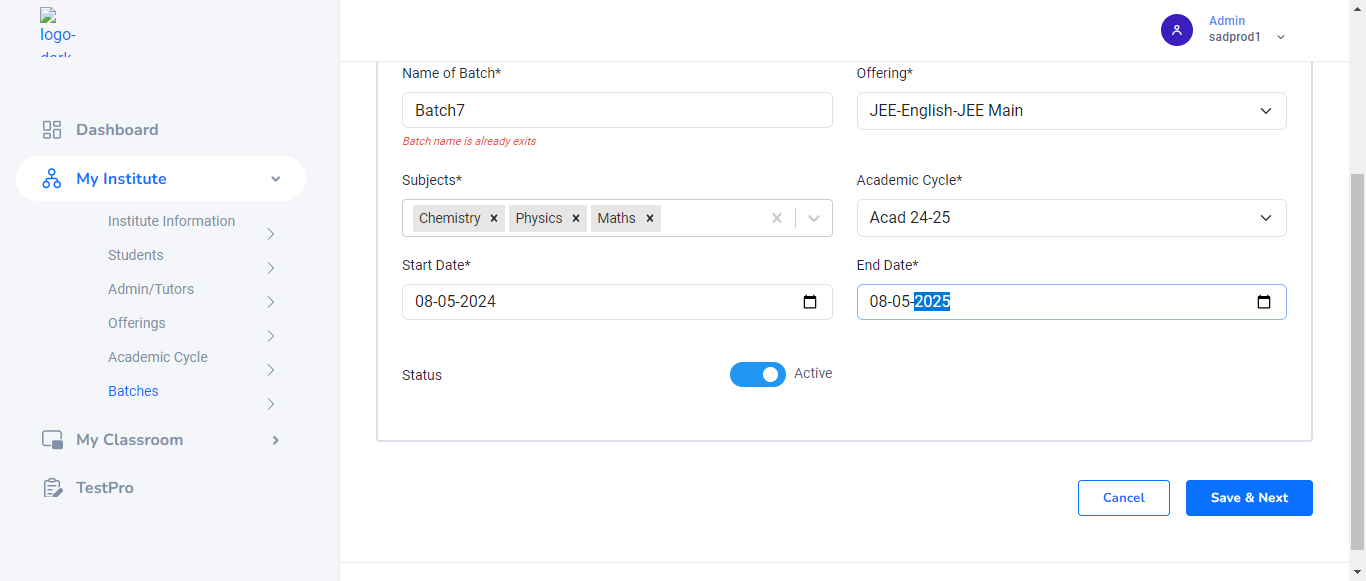 logo-
dark
Admin
sadprod1
Dashboard
My Institute
Institute Information
Students
Admin/Tutors
Offerings
Academic Cycle
Batches
My Classroom
TestPro
Name of Batch*
Batch7
Batch name is already exits
Offering*
JEE-English-JEE Main
Subjects*
Chemistry × Physics × Maths ×
Academic Cycle*
Acad 24-25
Start Date*
08-05-2024
End Date*
08-05-2025
Status
Active
Cancel
Save & Next